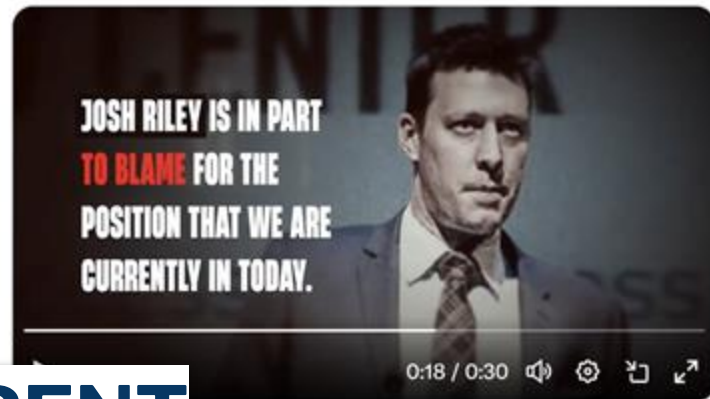 JOSH RILEY IS IN PART
TO BLAME FOR THE
POSITION THAT WE ARE
CURRENTLY IN TODAY.
0:18 / 0:30